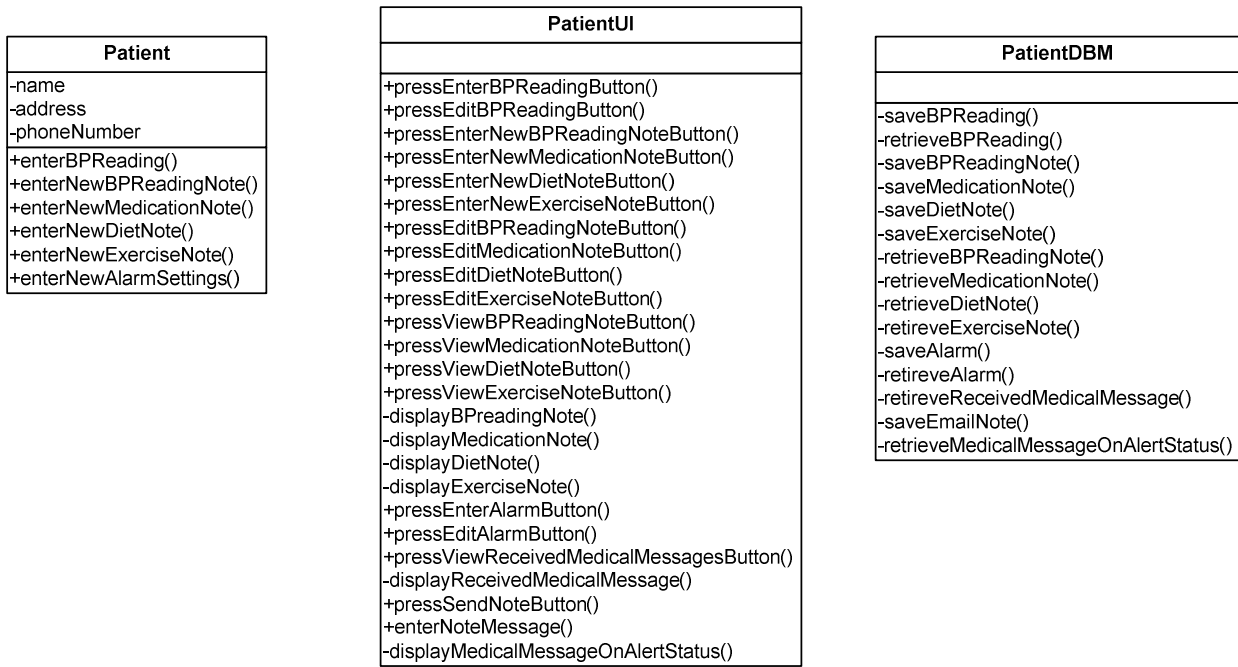 Patient
-name
-address
-phoneNumber
+enterBPReading()
+enterNewBPReadingNote()
+enterNewMedicationNote()
+enterNewDietNote()
+enterNewExerciseNote()
+enterNewAlarmSettings()
PatientUI
+pressEnterBPReadingButton()
+pressEditBPReadingButton()
+pressEnterNewBPReadingNoteButton()
+pressEnterNewMedicationNoteButton()
+pressEnterNewDietNoteButton()
+pressEnterNewExerciseNoteButton()
+pressEditBPReadingNoteButton()
+pressEditMedicationNoteButton()
+pressEditDietNoteButton()
+pressEditExerciseNoteButton()
+pressViewBPReadingNoteButton()
+pressViewMedicationNoteButton()
+pressViewDietNoteButton()
+pressViewExerciseNoteButton()
-displayBPreadingNote()
-displayMedicationNote()
-displayDietNote()
-displayExerciseNote()
+pressEnterAlarmButton()
+pressEditAlarmButton()
+pressViewReceivedMedicalMessagesButton()
-displayReceivedMedicalMessage()
+pressSendNoteButton()
+enterNoteMessage()
-displayMedicalMessageOnAlertStatus()
PatientDBM
-saveBPReading()
-retrieveBPReading()
-saveBPReadingNote()
-saveMedicationNote()
-saveDietNote()
-saveExerciseNote()
-retrieveBPReadingNote()
-retrieveMedicationNote()
-retrieveDietNote()
-retireveExerciseNote()
-saveAlarm()
-retireveAlarm()
-retireveReceivedMedicalMessage()
-saveEmailNote()
-retrieveMedicalMessageOnAlertStatus()